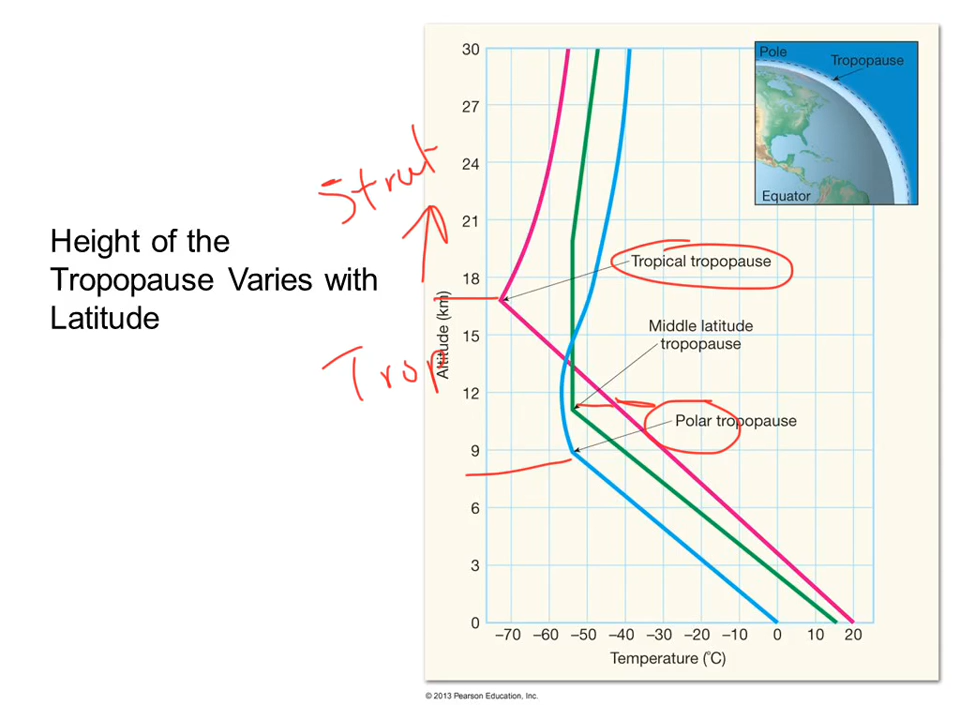 Height of the
Tropopause Varies with
Latitude
Strat
Trop
Altitude (km)
30
27
24
21
18
15
12
9
6
3
0
−70 −60 −50 −40 −30 −20 −10 0 10 20
Temperature (°C)
Tropical tropopause
Middle latitude
tropopause
Polar tropopause
Pole
Tropopause
Equator
© 2013 Pearson Education, Inc.